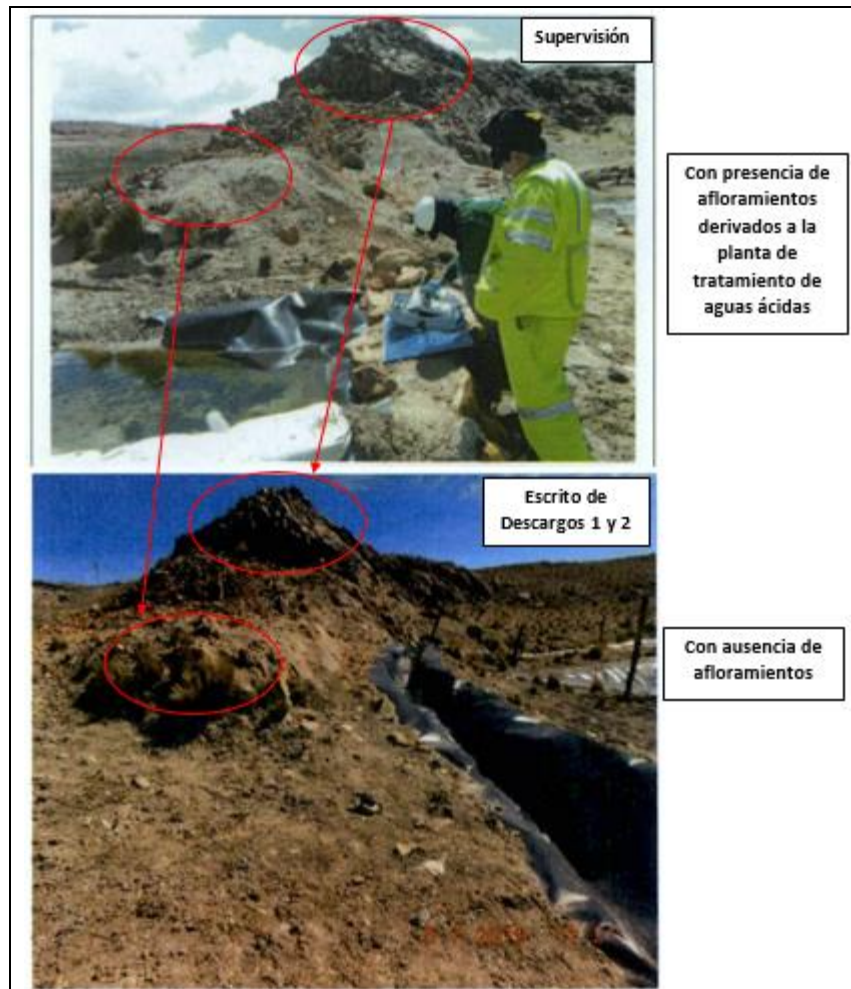 Supervisión
Con presencia de
afloramientos
derivados a la
planta de
tratamiento de
aguas ácidas
Escrito de
Descargos 1 y 2
Con ausencia de
afloramientos